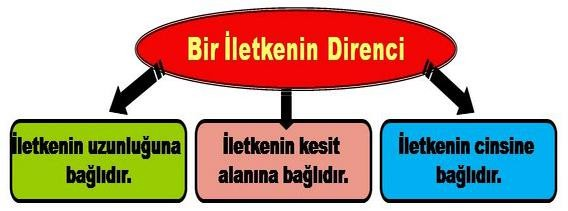 Bir İletkenin Direnci
İletkenin uzunluğuna
bağlıdır.
İletkenin kesit
alanına bağlıdır.
İletkenin cinsine
bağlıdır.